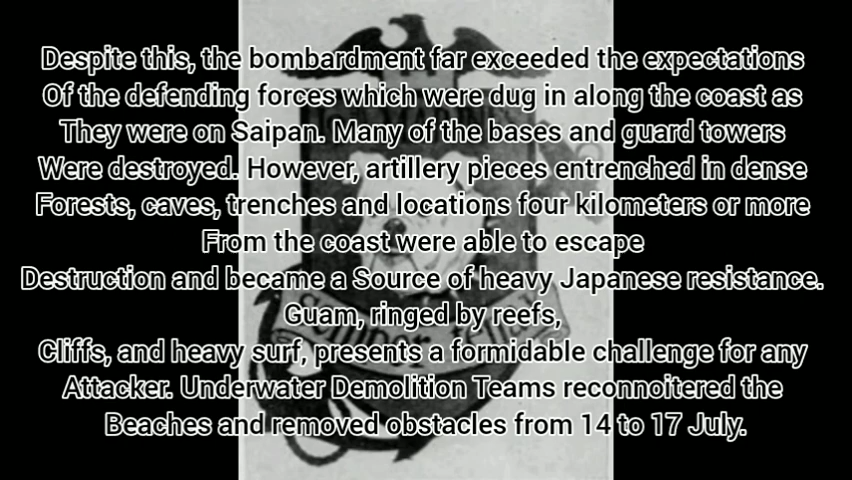 Despite this, the bombardment far exceeded the expectations
Of the defending forces which were dug in along the coast as
They were on Saipan. Many of the bases and guard towers
Were destroyed. However, artillery pieces entrenched in dense
Forests, caves, trenches and locations four kilometers or more
From the coast were able to escape
Destruction and became a Source of heavy Japanese resistance.
Guam, ringed by reefs,
Cliffs, and heavy surf, presents a formidable challenge for any
Attacker. Underwater Demolition Teams reconnoitered the
Beaches and removed obstacles from 14 to 17 July.